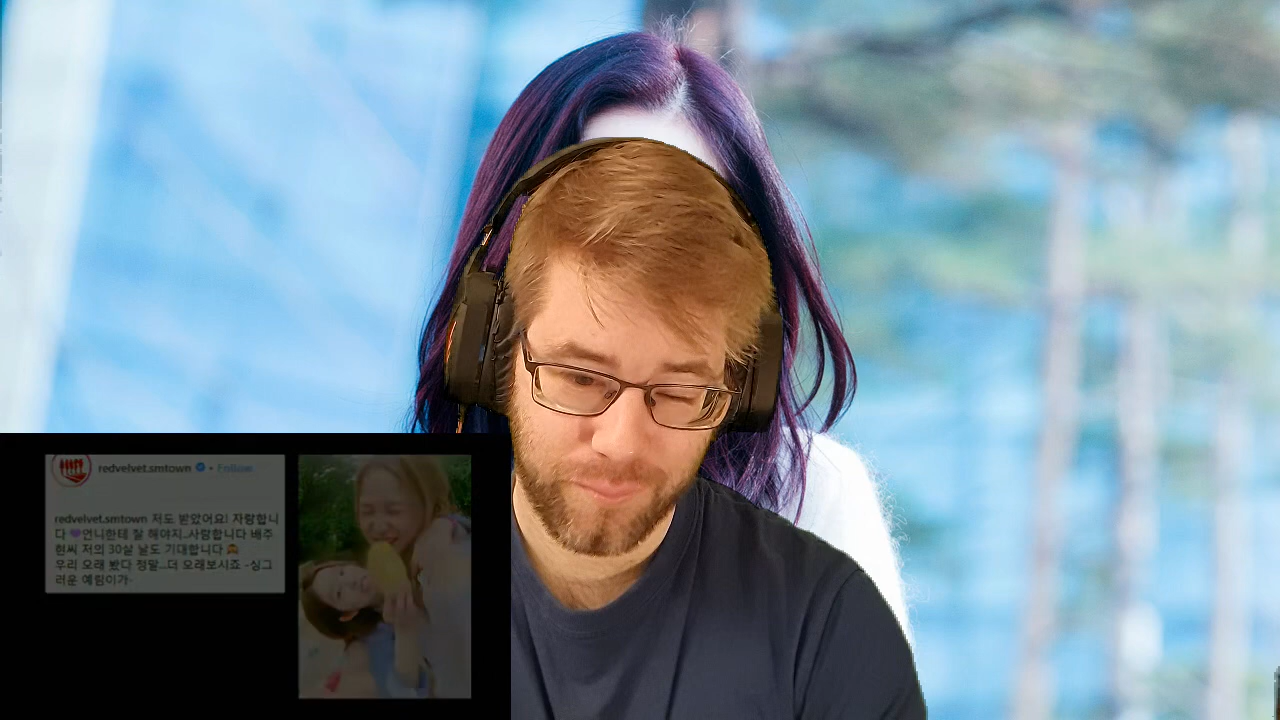 redvelvet.smtown • Follow
redvelvet.smtown 저도 받았어요! 자랑합니
다 💜언니한테 잘 해야지..사랑합니다 배주
현씨 저의 30살 날도 기대합니다 🙈
우리 오래 봤다 정말...더 오래보시죠 -싱그
러운 예림이가-